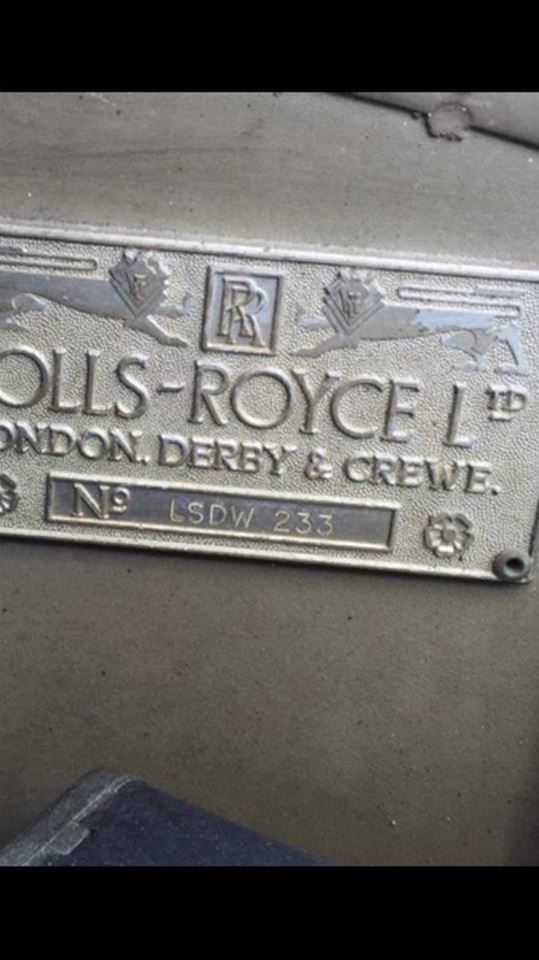 RR
OLLS-ROYCE LTD
ONDON. DERBY & CREWE.
Nº LSDW 233